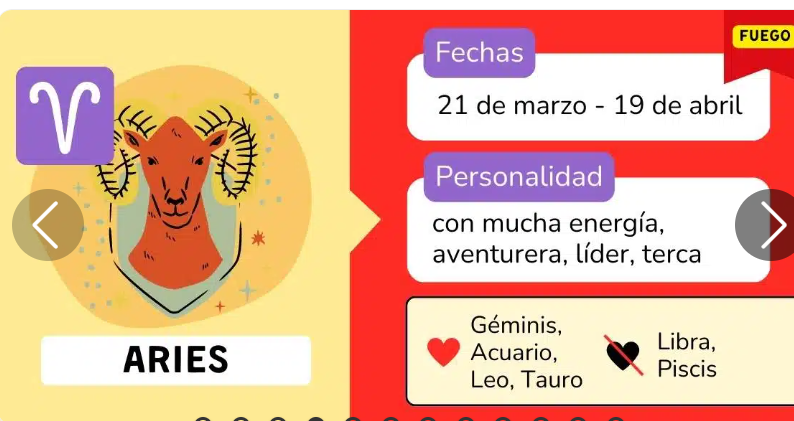 FUEGO
Fechas
21 de marzo - 19 de abril
Personalidad
con mucha energía,
aventurera, líder, terca
ARIES
Géminis,
Acuario,
Leo, Tauro
Libra,
Piscis